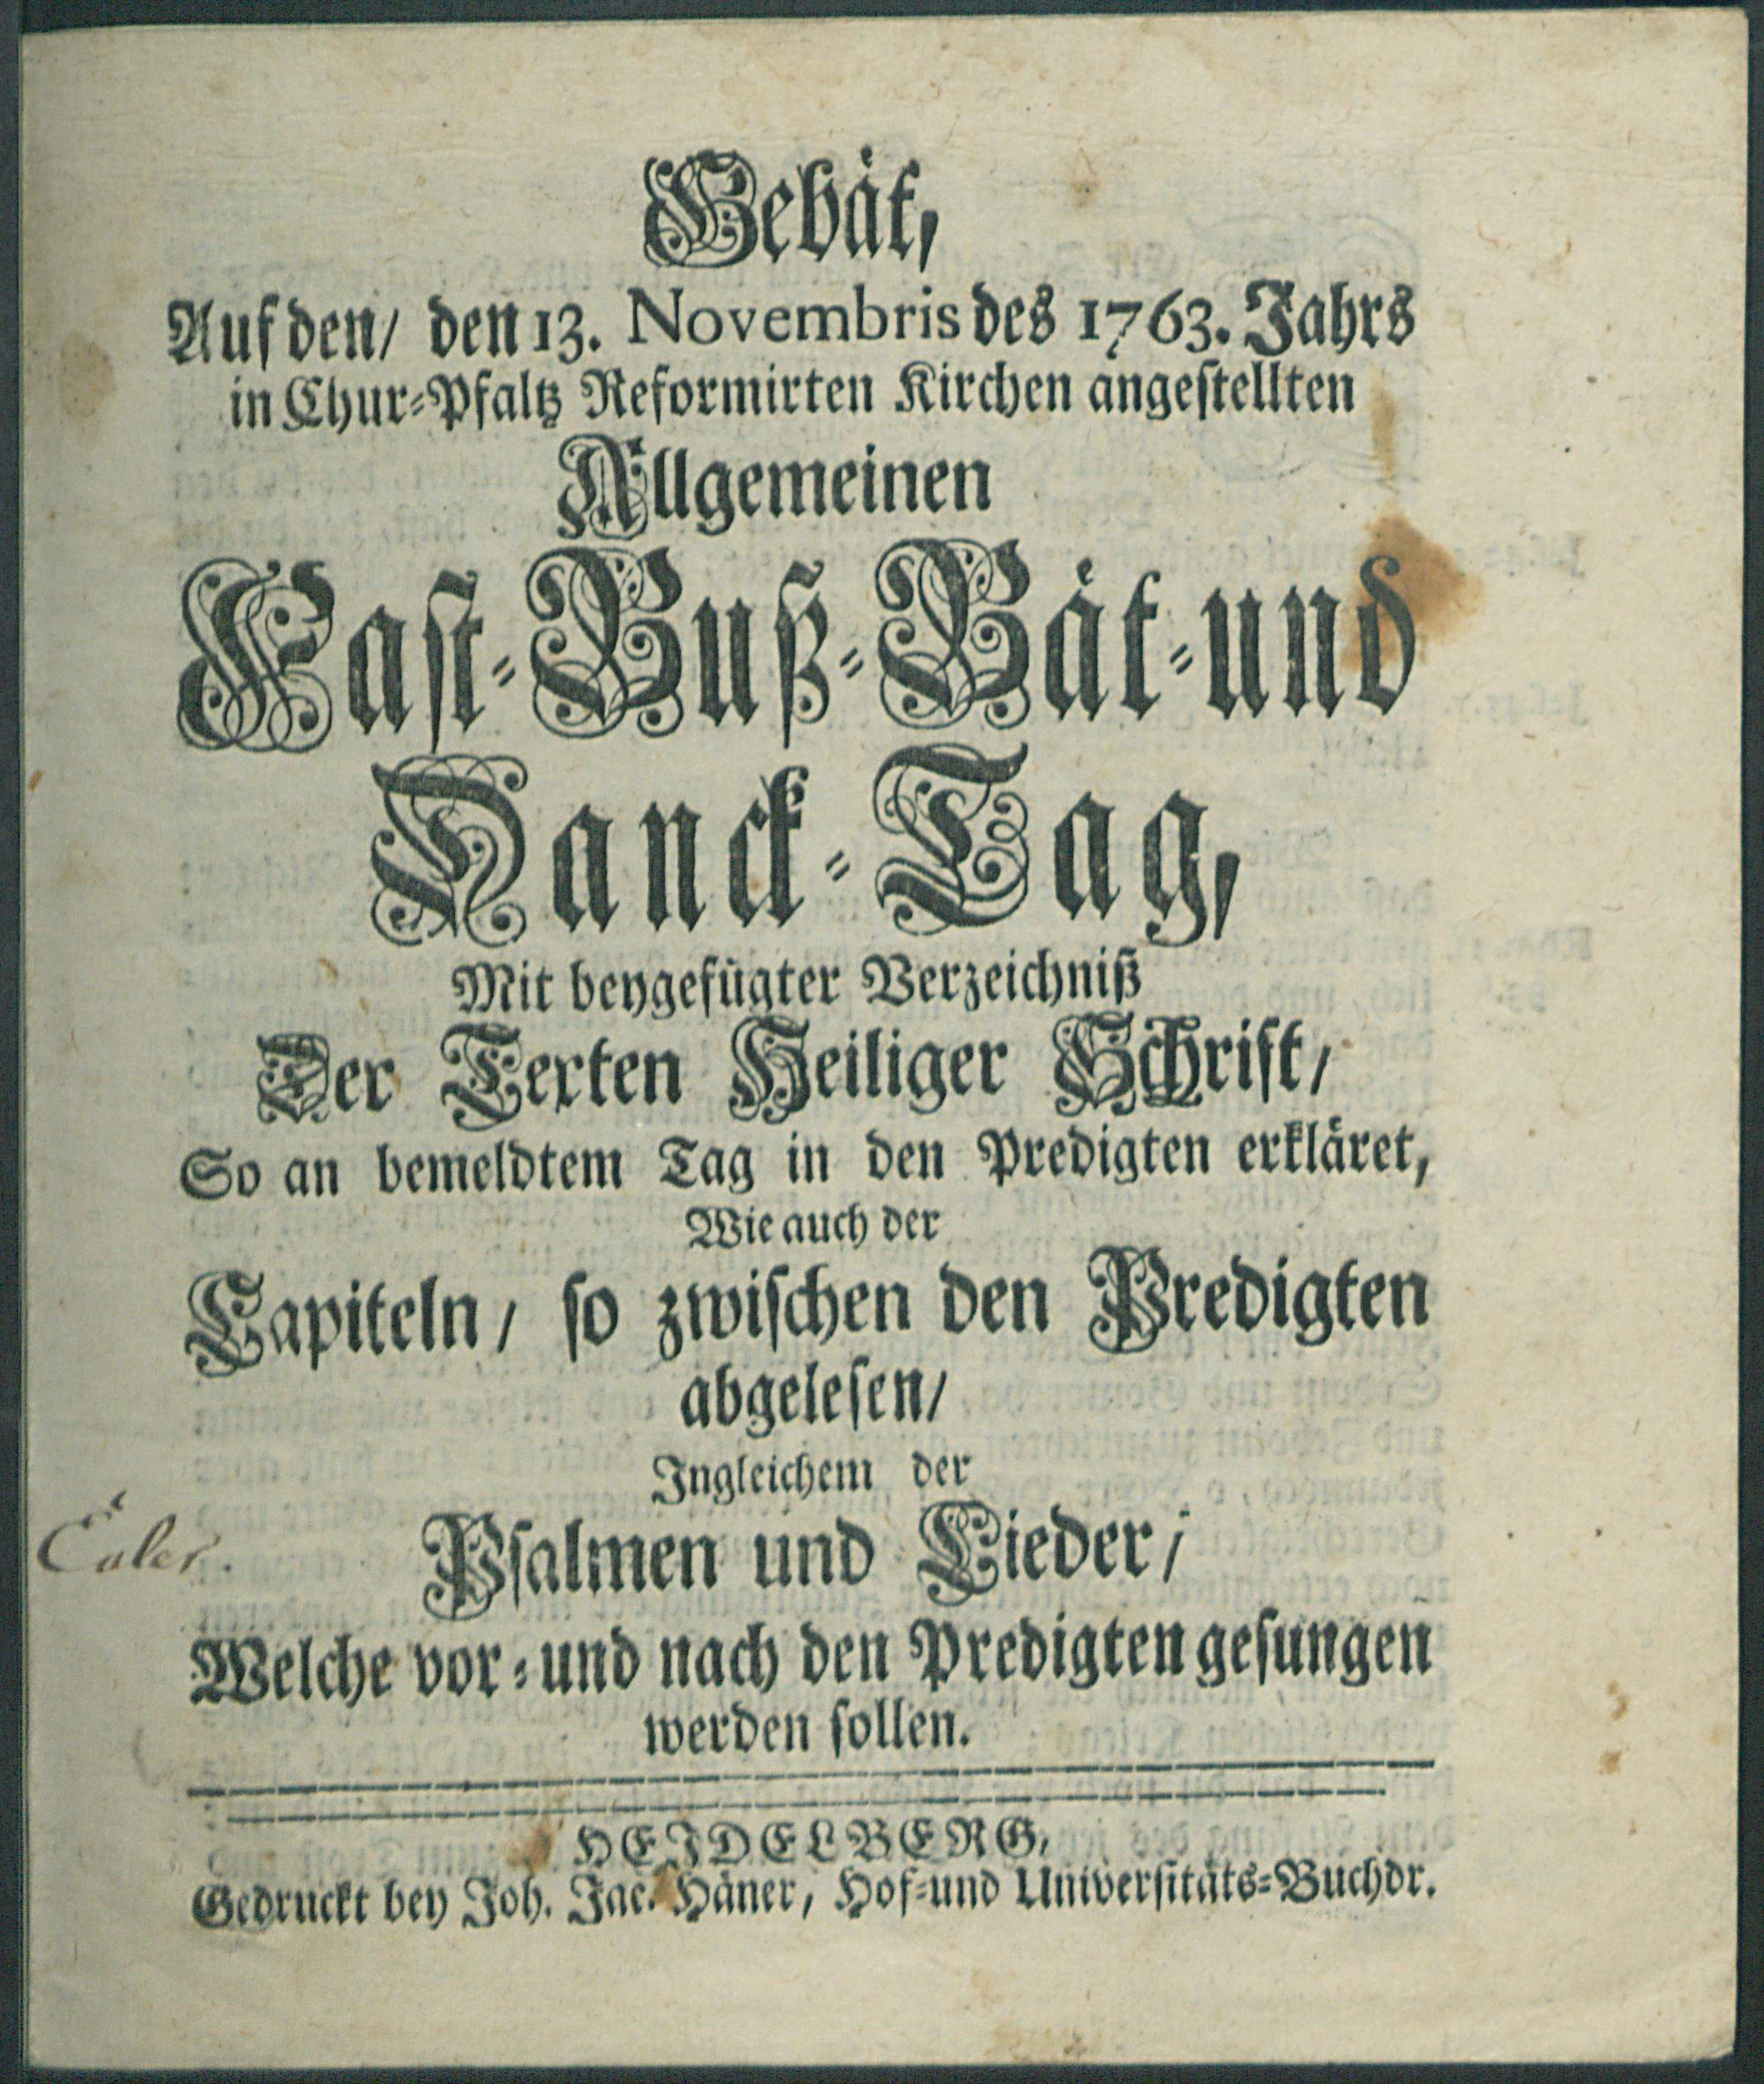 Gebät,
Auf den/ den 13. Novembris des 1763. Jahrs
in Chur-Pfaltz Reformirten Kirchen angestellten
Allgemeinen
Fast-Buß-Bät-und
Danck-Tag,
Mit beygefügter Verzeichniß
Der Texten Heiliger Schrift/
So an bemeldtem Tag in den Predigten erkläret,
Wie auch der
Capiteln/ so zwischen den Predigten
abgelesen/
Ingleichem der
Psalmen und Lieder/
Welche vor-und nach den Predigten gesungen
werden sollen.
HEIDELBERG,
Gedruckt bey Joh. Jac. Häner, Hof-und Universitäts-Buchdr.